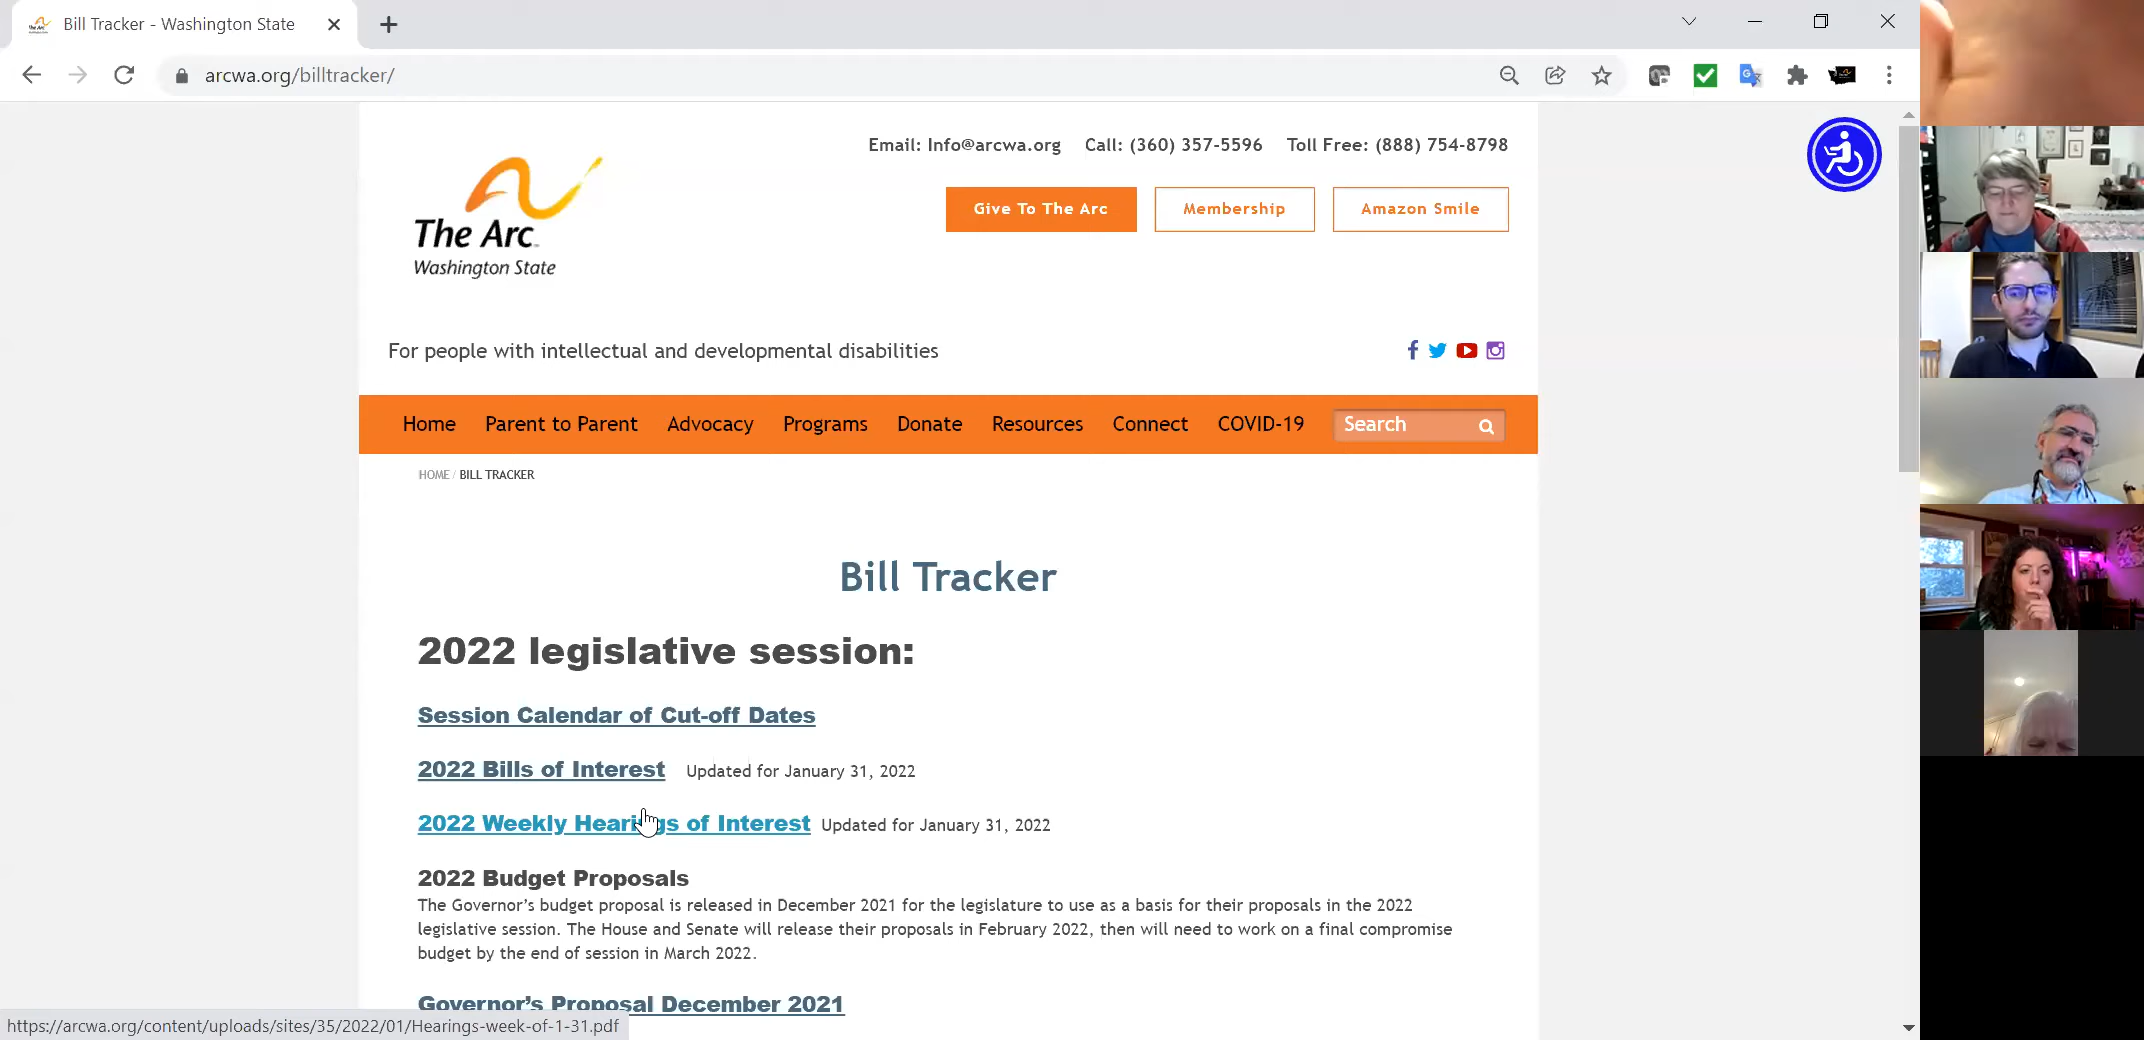 Bill Tracker - Washington State
arcwa.org/billtracker/
Email: Info@arcwa.org Call: (360) 357-5596 Toll Free: (888) 754-8798
Give To The Arc Membership Amazon Smile
The Arc
Washington State
For people with intellectual and developmental disabilities
Home Parent to Parent Advocacy Programs Donate Resources Connect COVID-19 Search
HOME / BILL TRACKER
Bill Tracker
2022 legislative session:
Session Calendar of Cut-off Dates
2022 Bills of Interest Updated for January 31, 2022
2022 Weekly Hearings of Interest Updated for January 31, 2022
2022 Budget Proposals
The Governor’s budget proposal is released in December 2021 for the legislature to use as a basis for their proposals in the 2022
legislative session. The House and Senate will release their proposals in February 2022, then will need to work on a final compromise
budget by the end of session in March 2022.
Governor’s Proposal December 2021
https://arcwa.org/content/uploads/sites/35/2022/01/Hearings-week-of-1-31.pdf